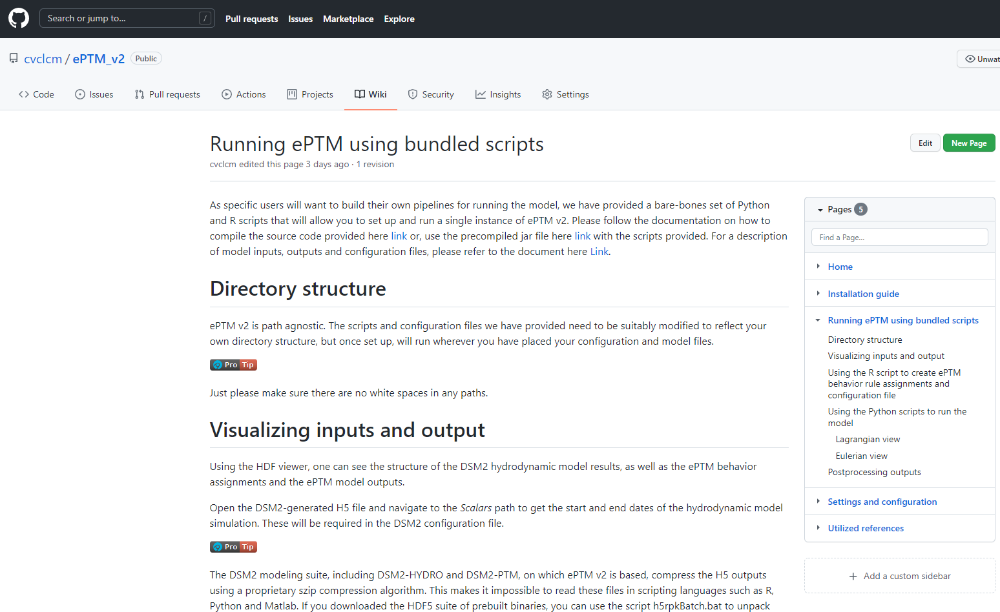 Search or jump to... /
Pull requests Issues Marketplace Explore
cvclcm / ePTM_v2 Public
Unwat
Code Issues Pull requests Actions Projects Wiki Security Insights Settings
Running ePTM using bundled scripts
Edit New Page
cvclcm edited this page 3 days ago · 1 revision
As specific users will want to build their own pipelines for running the model, we have provided a bare-bones set of Python
and R scripts that will allow you to set up and run a single instance of ePTM v2. Please follow the documentation on how to
compile the source code provided here link or, use the precompiled jar file here link with the scripts provided. For a description
of model inputs, outputs and configuration files, please refer to the document here Link.
Directory structure
ePTM v2 is path agnostic. The scripts and configuration files we have provided need to be suitably modified to reflect your
own directory structure, but once set up, will run wherever you have placed your configuration and model files.
Pro Tip
Just please make sure there are no white spaces in any paths.
Visualizing inputs and output
Using the HDF viewer, one can see the structure of the DSM2 hydrodynamic model results, as well as the ePTM behavior
assignments and the ePTM model outputs.
Open the DSM2-generated H5 file and navigate to the Scalars path to get the start and end dates of the hydrodynamic model
simulation. These will be required in the DSM2 configuration file.
Pro Tip
The DSM2 modeling suite, including DSM2-HYDRO and DSM2-PTM, on which ePTM v2 is based, compress the H5 outputs
using a proprietary szip compression algorithm. This makes it impossible to read these files in scripting languages such as R,
Python and Matlab. If you downloaded the HDF5 suite of prebuilt binaries, you can use the script h5rpkBatch.bat to unpack
Pages 5
Find a Page...
Home
Installation guide
Running ePTM using bundled scripts
Directory structure
Visualizing inputs and output
Using the R script to create ePTM
behavior rule assignments and
configuration file
Using the Python scripts to run the
model
Lagrangian view
Eulerian view
Postprocessing outputs
Settings and configuration
Utilized references
Add a custom sidebar